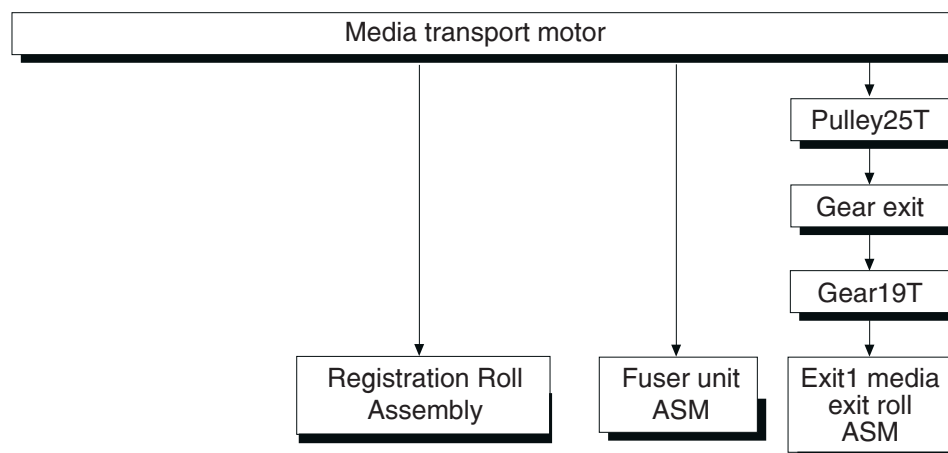 Media transport motor
Pulley25T
Gear exit
Gear19T
Registration Roll
Assembly
Fuser unit
ASM
Exit1 media
exit roll
ASM